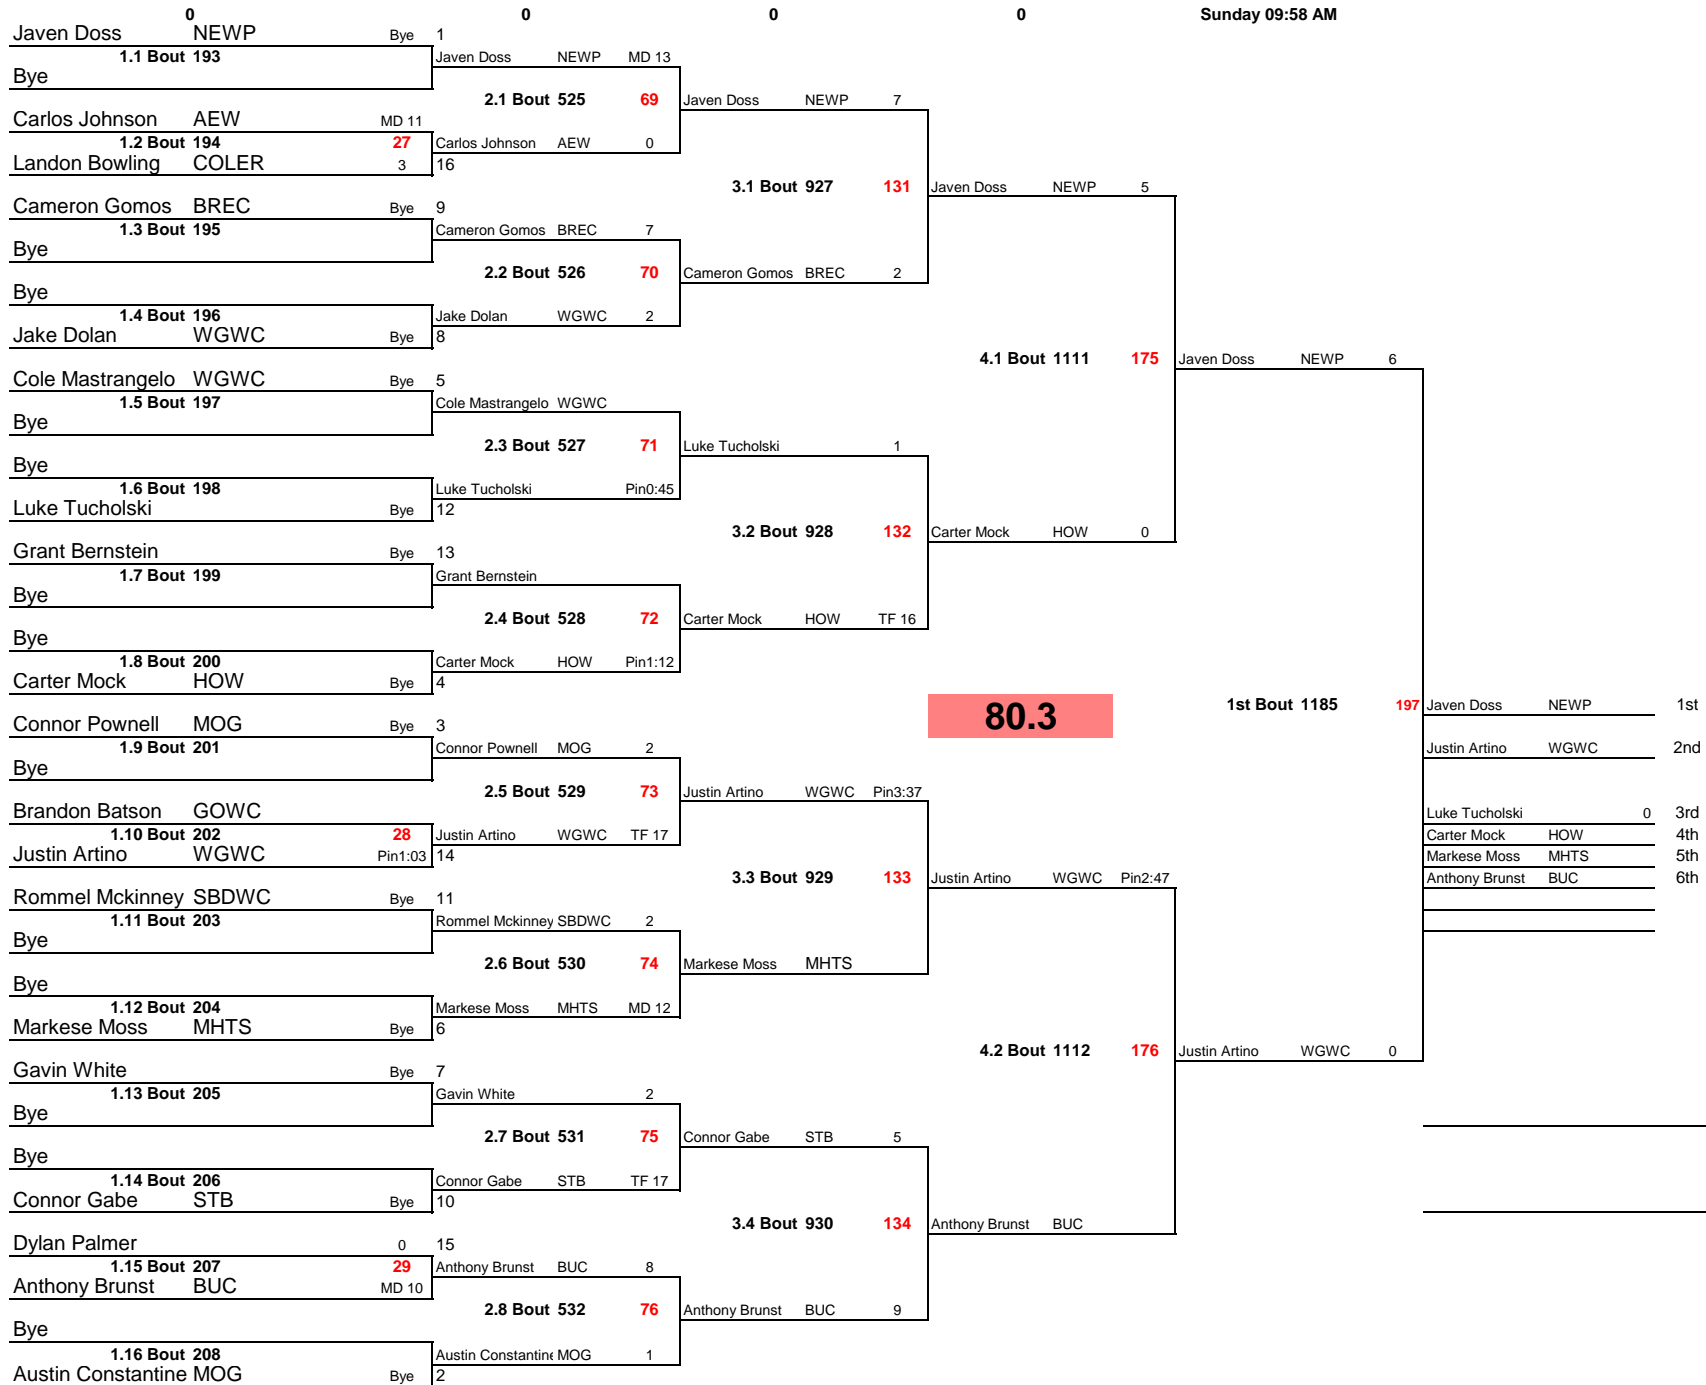 0 0 0 0 Sunday 09:58 AM
Javen Doss NEWP Bye 1
1.1 Bout 193 Javen Doss NEWP MD 13
Bye
2.1 Bout 525 69 Javen Doss NEWP 7
Carlos Johnson AEW MD 11
1.2 Bout 194 27 Carlos Johnson AEW 0
Landon Bowling COLER 3 16
3.1 Bout 927 131 Javen Doss NEWP 5
Cameron Gomos BREC Bye 9
1.3 Bout 195 Cameron Gomos BREC 7
Bye
2.2 Bout 526 70 Cameron Gomos BREC 2
Bye
1.4 Bout 196 Jake Dolan WGWC 2
Jake Dolan WGWC Bye 8
4.1 Bout 1111 175 Javen Doss NEWP 6
Cole Mastrangelo WGWC Bye 5
1.5 Bout 197 Cole Mastrangelo WGWC
Bye
2.3 Bout 527 71 Luke Tucholski 1
Bye
1.6 Bout 198 Luke Tucholski Pin0:45
Luke Tucholski Bye 12
3.2 Bout 928 132 Carter Mock HOW 0
Grant Bernstein Bye 13
1.7 Bout 199 Grant Bernstein
Bye
2.4 Bout 528 72 Carter Mock HOW TF 16
Bye
1.8 Bout 200 Carter Mock HOW Pin1:12
Carter Mock HOW Bye 4
80.3 1st Bout 1185 197 Javen Doss NEWP 1st
Connor Pownell MOG Bye 3
1.9 Bout 201 Connor Pownell MOG 2 Justin Artino WGWC 2nd
Bye
2.5 Bout 529 73 Justin Artino WGWC Pin3:37
Brandon Batson GOWC Luke Tucholski 0 3rd
1.10 Bout 202 28 Justin Artino WGWC TF 17 Carter Mock HOW 4th
Justin Artino WGWC Pin1:03 14 Markese Moss MHTS 5th
3.3 Bout 929 133 Justin Artino WGWC Pin2:47 Anthony Brunst BUC 6th
Rommel Mckinney SBDWC Bye 11
1.11 Bout 203 Rommel Mckinney SBDWC 2
Bye
2.6 Bout 530 74 Markese Moss MHTS
Bye
1.12 Bout 204 Markese Moss MHTS MD 12
Markese Moss MHTS Bye 6
4.2 Bout 1112 176 Justin Artino WGWC 0
Gavin White Bye 7
1.13 Bout 205 Gavin White 2
Bye
2.7 Bout 531 75 Connor Gabe STB 5
Bye
1.14 Bout 206 Connor Gabe STB TF 17
Connor Gabe STB Bye 10
3.4 Bout 930 134 Anthony Brunst BUC
Dylan Palmer 0 15
1.15 Bout 207 29 Anthony Brunst BUC 8
Anthony Brunst BUC MD 10
2.8 Bout 532 76 Anthony Brunst BUC 9
Bye
1.16 Bout 208 Austin Constantine MOG 1
Austin Constantine MOG Bye 2